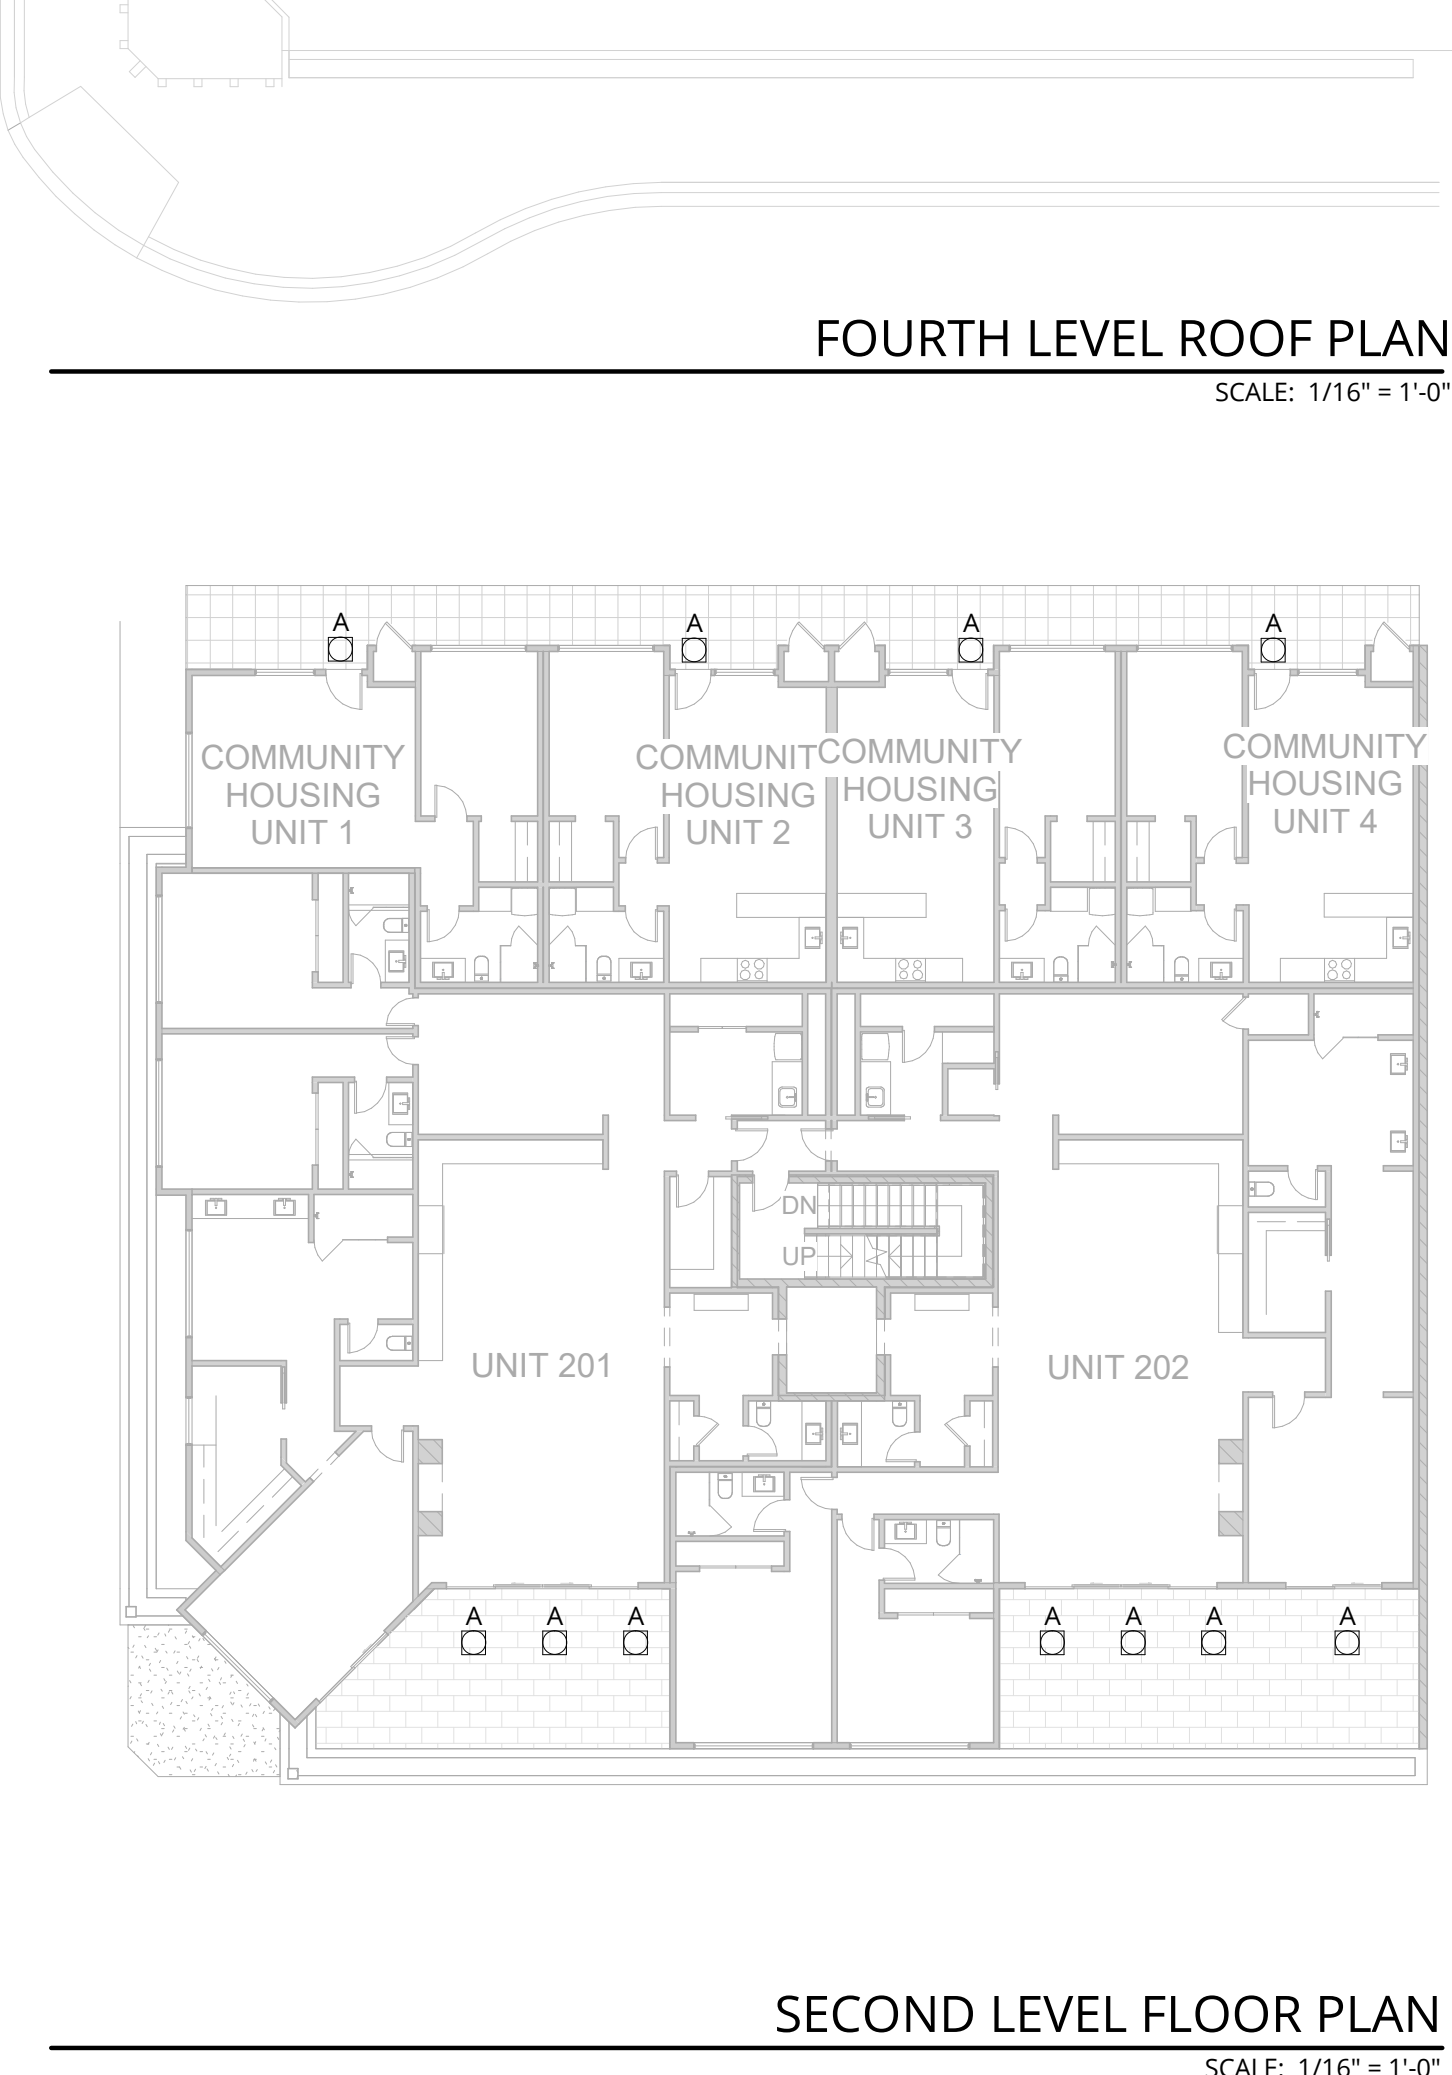 FOURTH LEVEL ROOF PLAN
SCALE: 1/16" = 1'-0"
A
A
A
A
COMMUNITY
HOUSING
UNIT 1
COMMUNIT
HOUSING
UNIT 2
COMMUNITY
HOUSING
UNIT 3
COMMUNITY
HOUSING
UNIT 4
DN
UP
UNIT 201
UNIT 202
A
A
A
A
A
A
A
SECOND LEVEL FLOOR PLAN
SCALE: 1/16" = 1'-0"